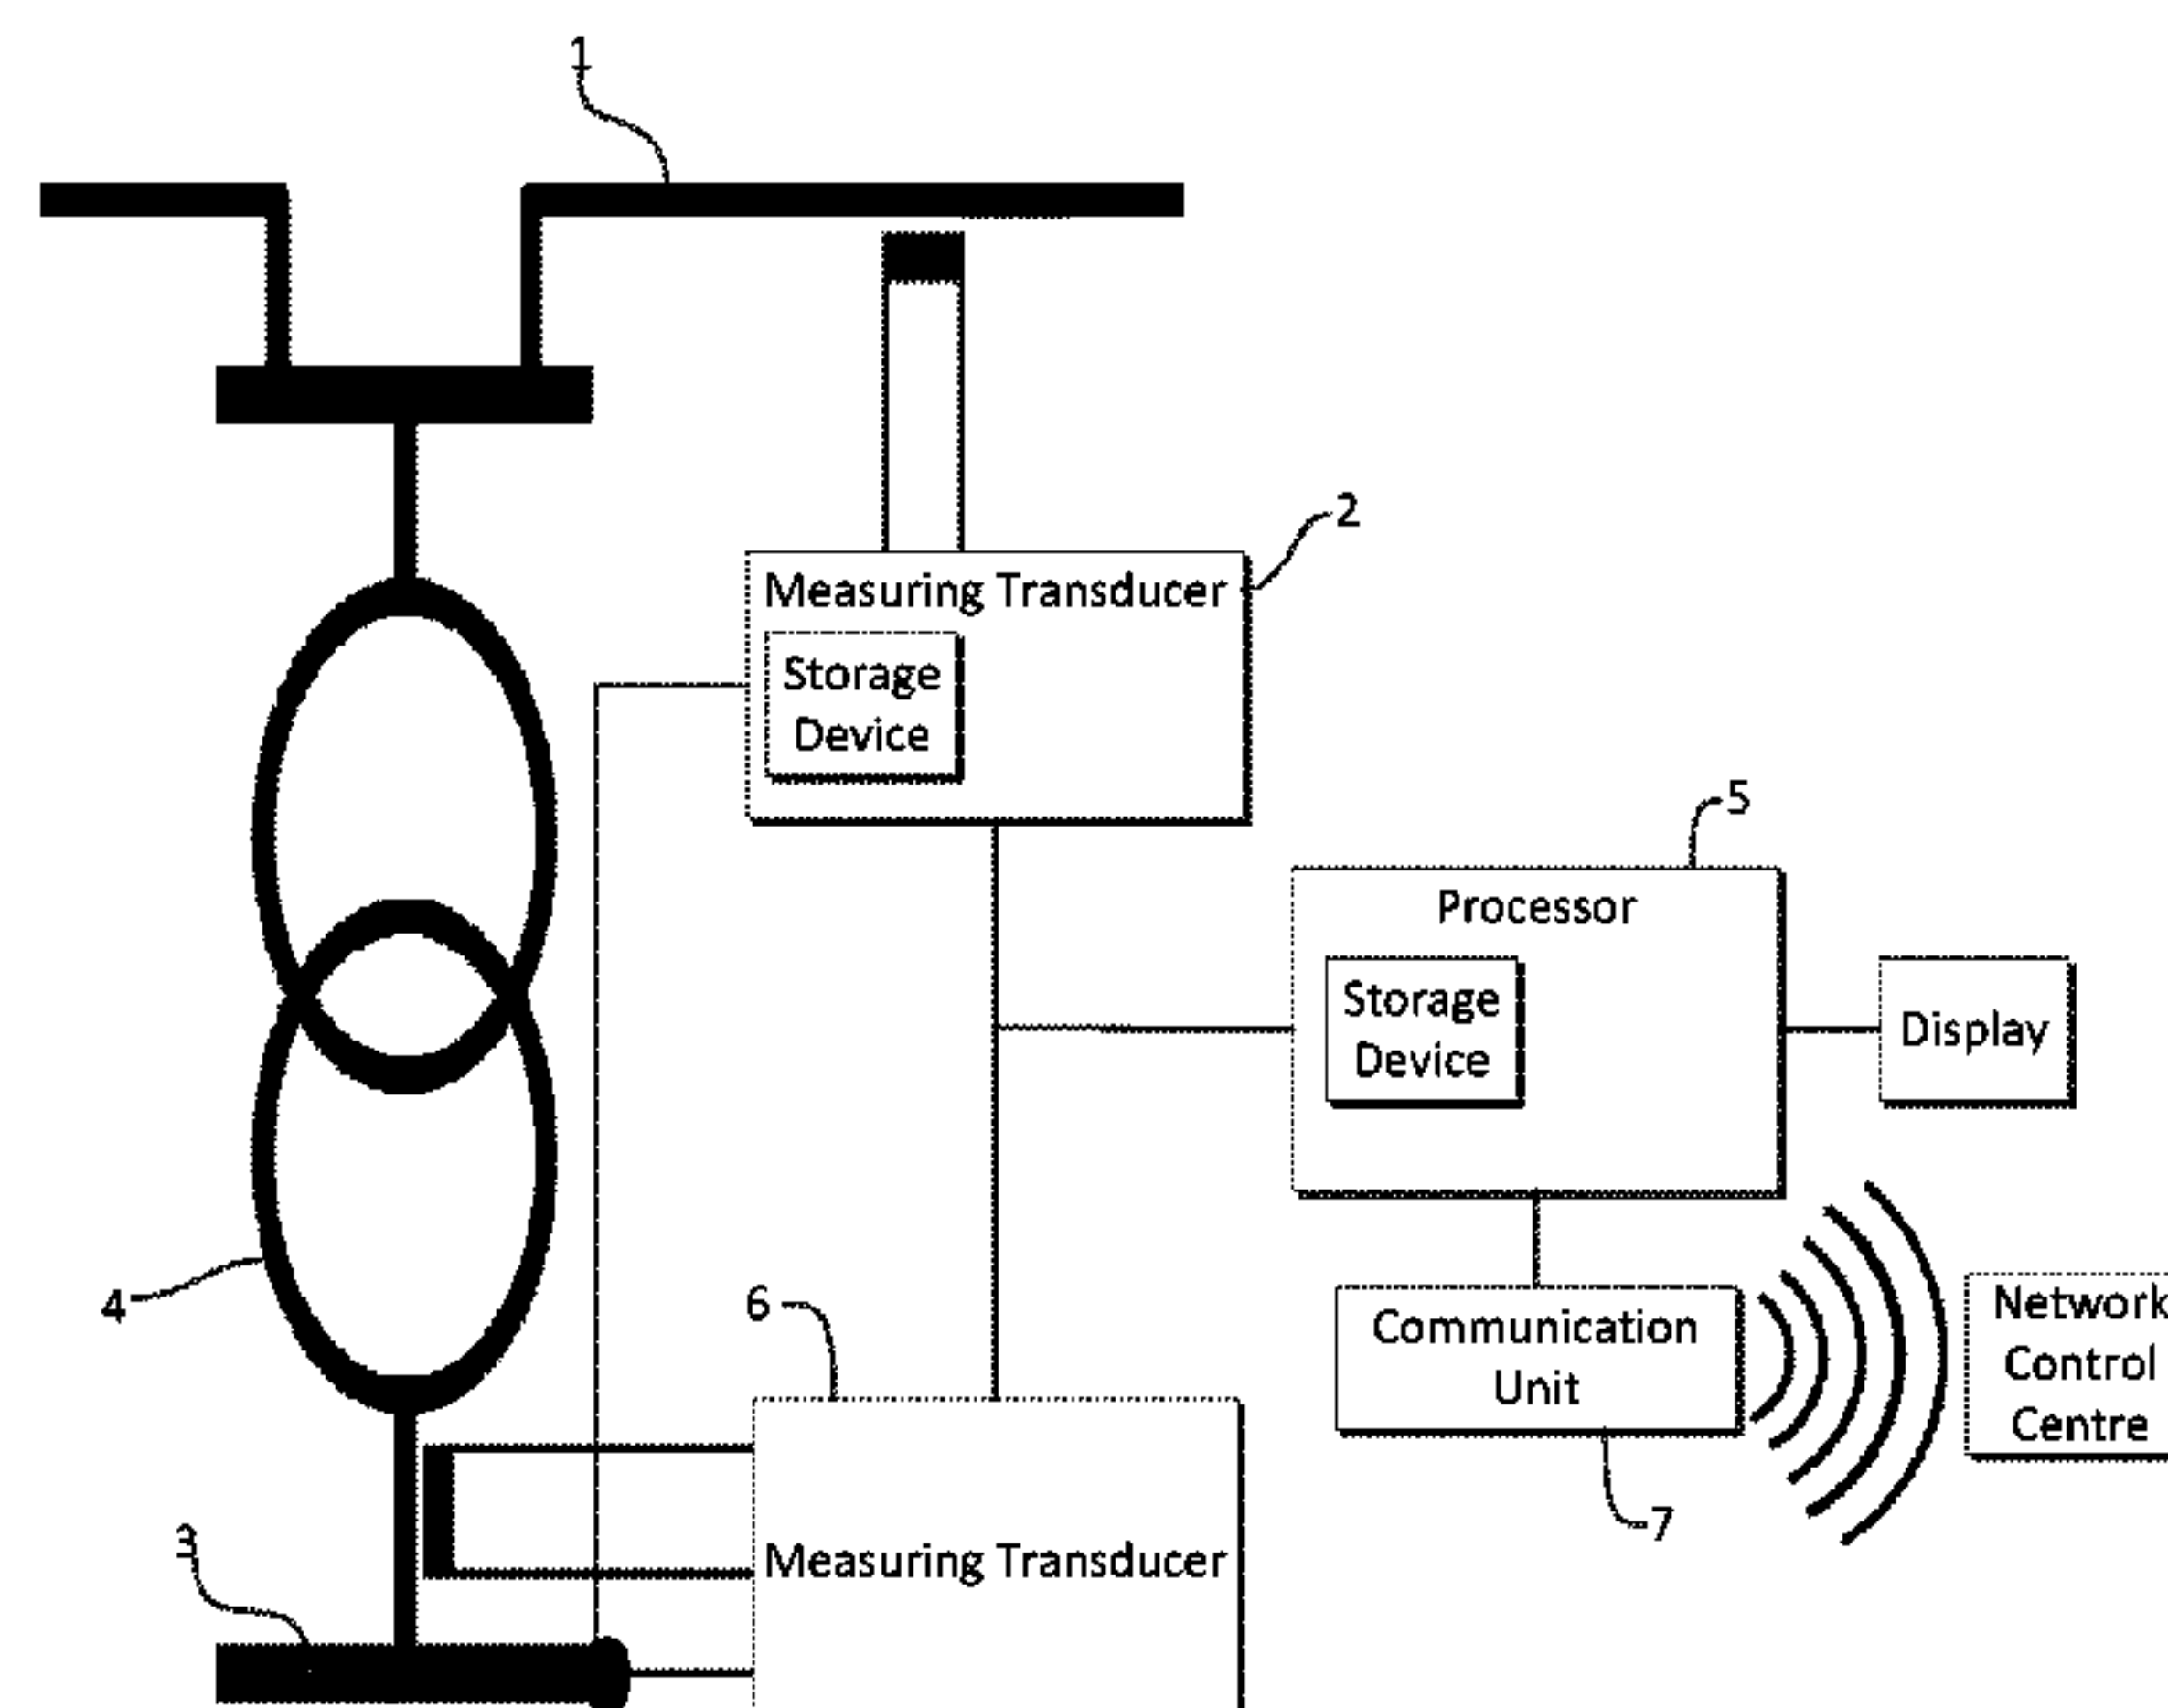 1
2
Measuring Transducer
Storage
Device
5
Processor
Storage
Device
Display
4
6
Communication
Unit
Network
Control
Centre
7
3
Measuring Transducer